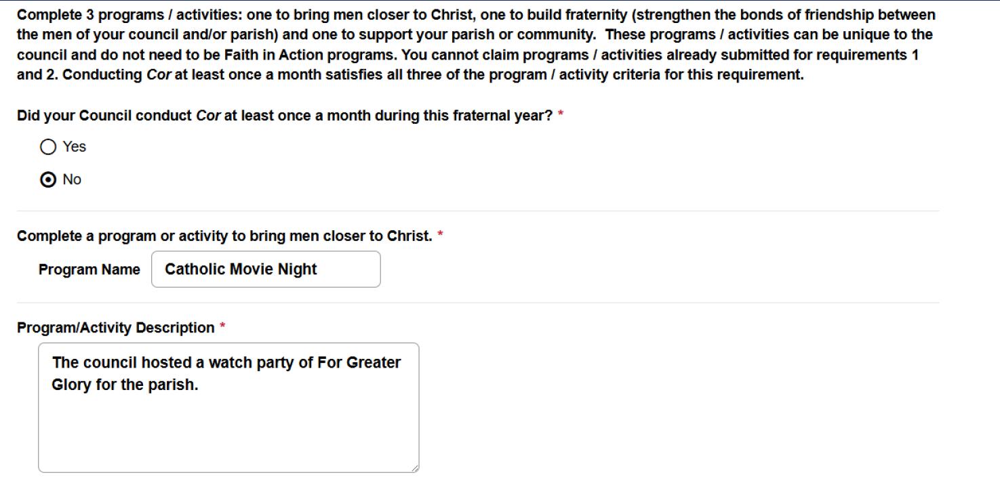 Complete 3 programs / activities: one to bring men closer to Christ, one to build fraternity (strengthen the bonds of friendship between
the men of your council and/or parish) and one to support your parish or community.  These programs / activities can be unique to the
council and do not need to be Faith in Action programs. You cannot claim programs / activities already submitted for requirements 1
and 2. Conducting Cor at least once a month satisfies all three of the program / activity criteria for this requirement.
Did your Council conduct Cor at least once a month during this fraternal year? *
Yes
No
Complete a program or activity to bring men closer to Christ. *
Program Name Catholic Movie Night
Program/Activity Description *
The council hosted a watch party of For Greater
Glory for the parish.